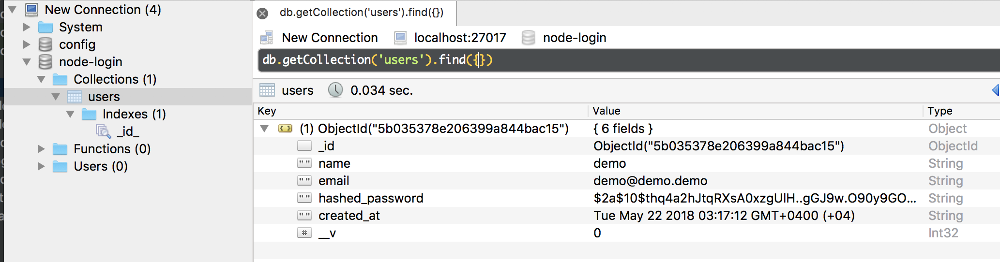 New Connection (4)
System
config
node-login
Collections (1)
users
Indexes (1)
_id_
Functions (0)
Users (0)
db.getCollection('users').find({})
New Connection localhost:27017 node-login
db.getCollection('users').find({})
users 0.034 sec.
Key Value Type
(1) ObjectId("5b035378e206399a844bac15") { 6 fields } Object
_id ObjectId("5b035378e206399a844bac15") ObjectId
name demo String
email demo@demo.demo String
hashed_password $2a$10$thq4a2hJtqRXsA0xzgUlH..gGJ9w.O90y9GO... String
created_at Tue May 22 2018 03:17:12 GMT+0400 (+04) String
__v 0 Int32